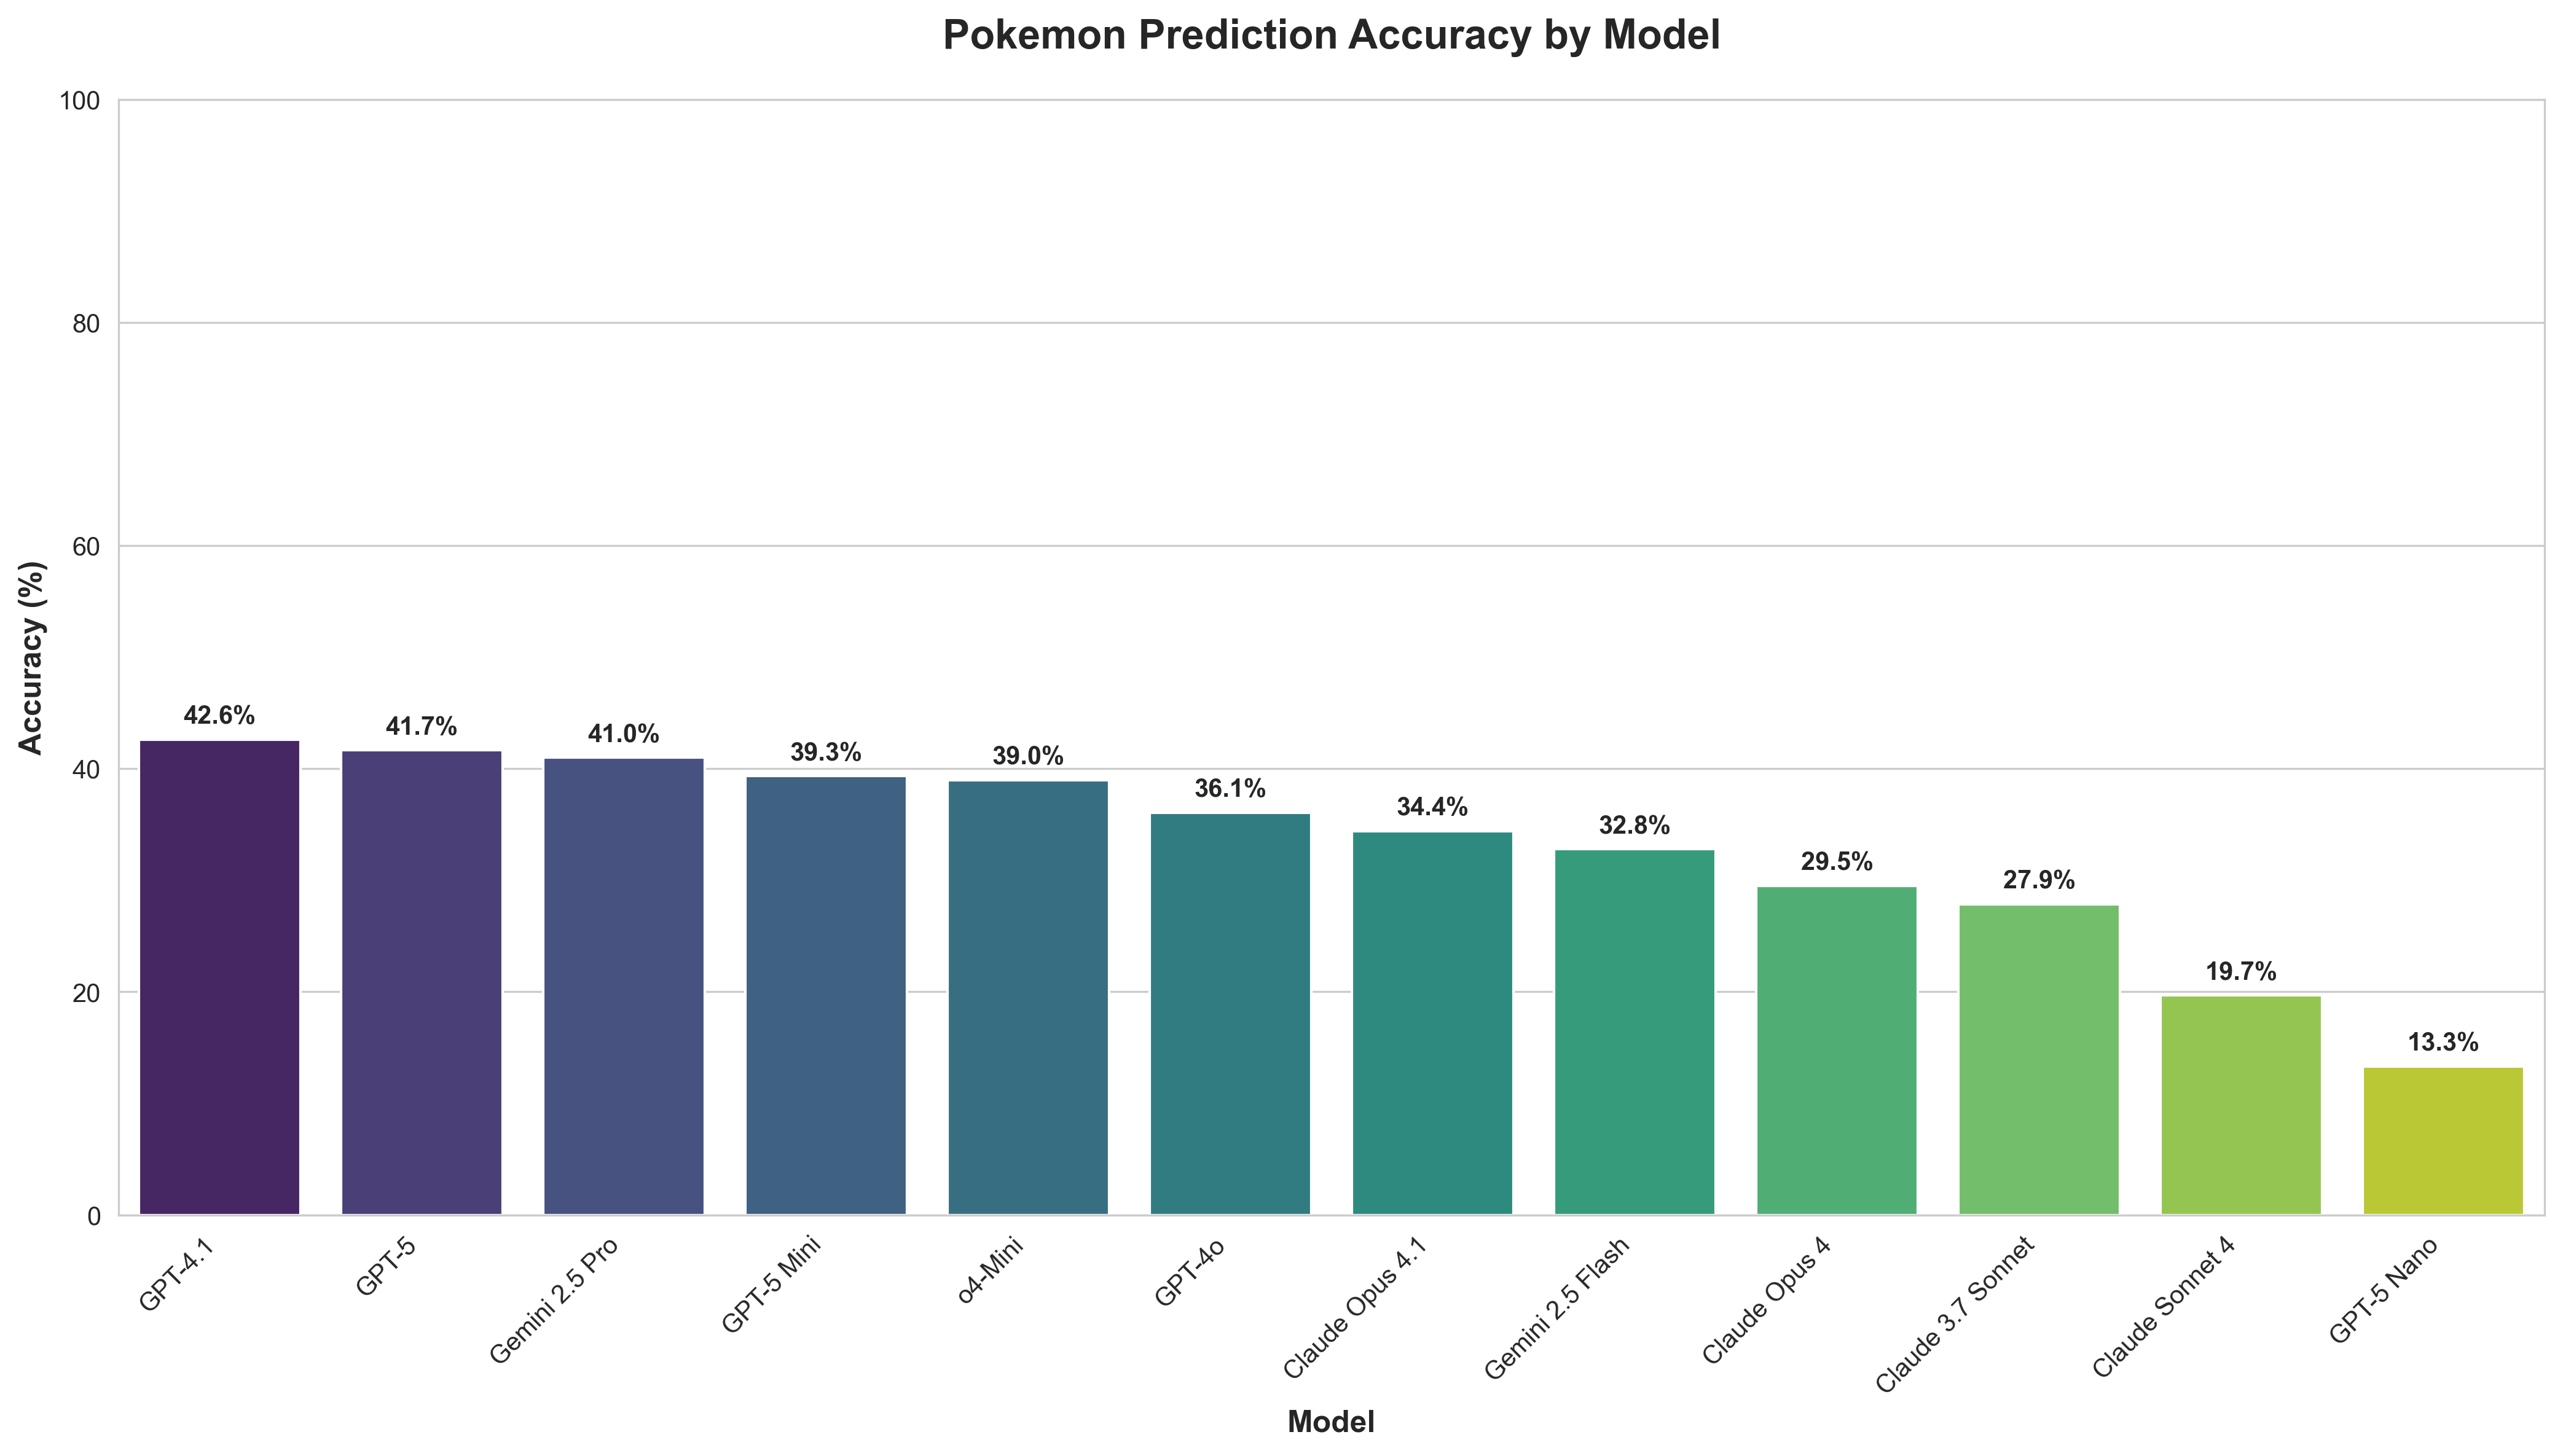 Pokemon Prediction Accuracy by Model
Accuracy (%)
100
80
60
40
20
0
42.6%
41.7%
41.0%
39.3%
39.0%
36.1%
34.4%
32.8%
29.5%
27.9%
19.7%
13.3%
GPT-4.1
GPT-5
Gemini 2.5 Pro
GPT-5 Mini
o4-Mini
GPT-4o
Claude Opus 4.1
Gemini 2.5 Flash
Claude Opus 4
Claude 3.7 Sonnet
Claude Sonnet 4
GPT-5 Nano
Model